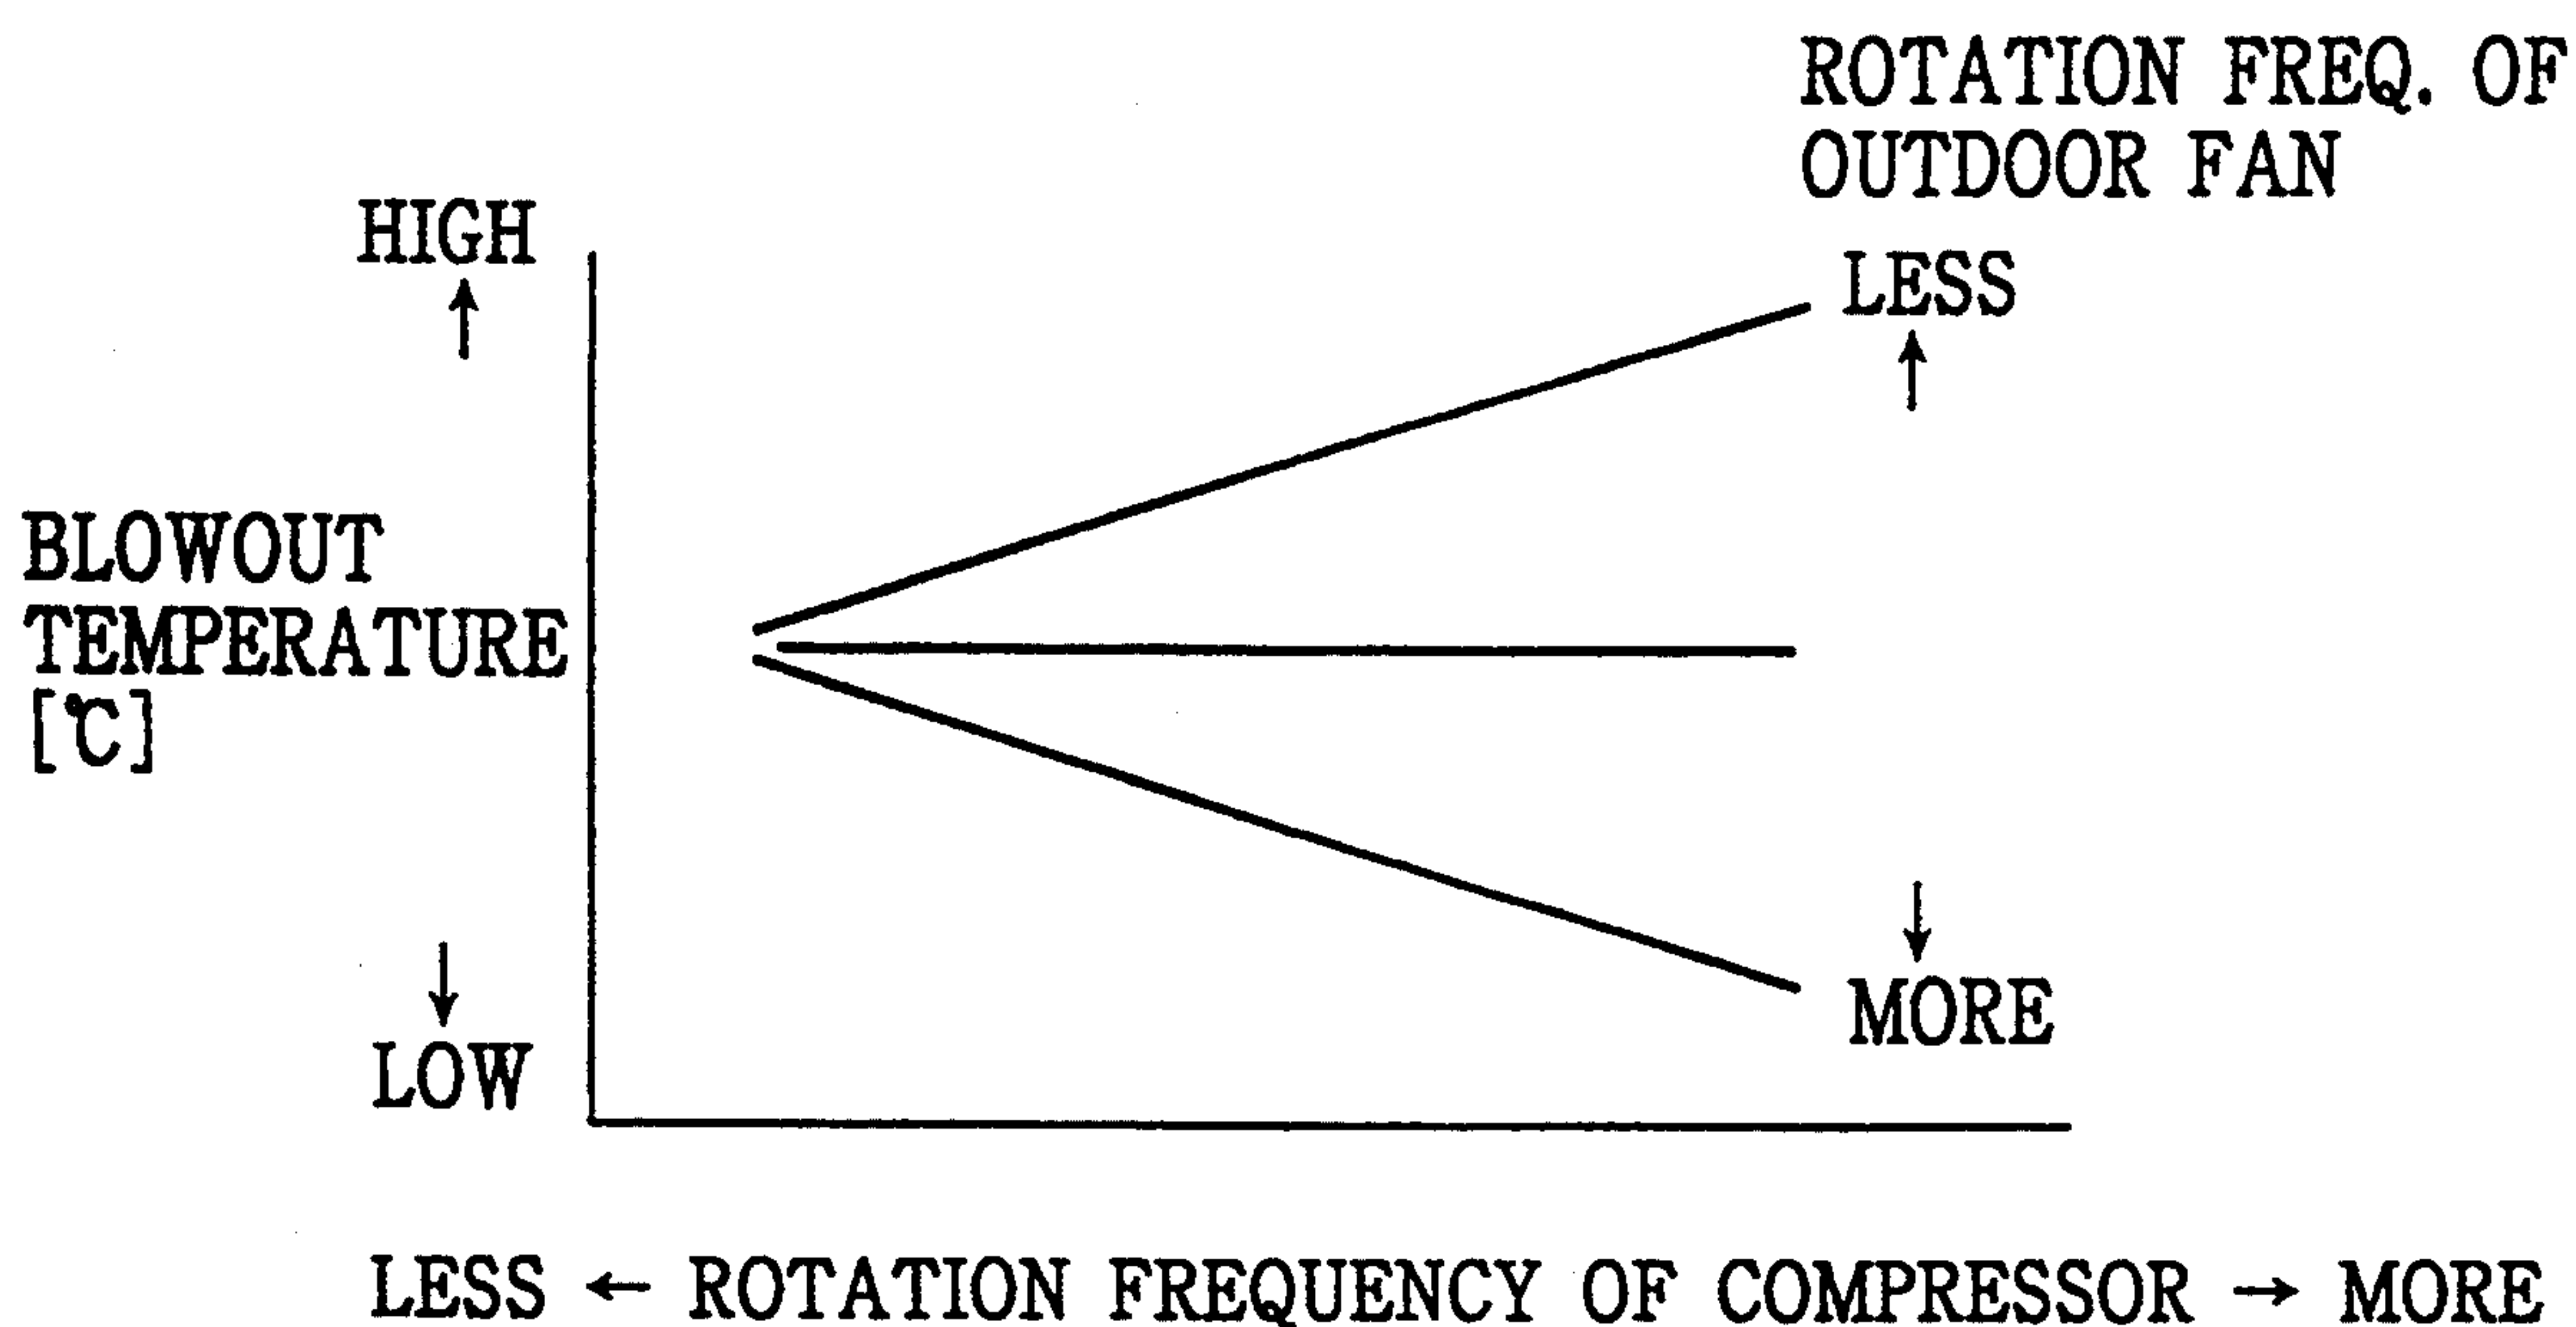 ROTATION FREQ. OF
OUTDOOR FAN
HIGH
↑
LESS
↑
BLOWOUT
TEMPERATURE
[℃]
↓
MORE
↓
LOW
LESS ← ROTATION FREQUENCY OF COMPRESSOR → MORE